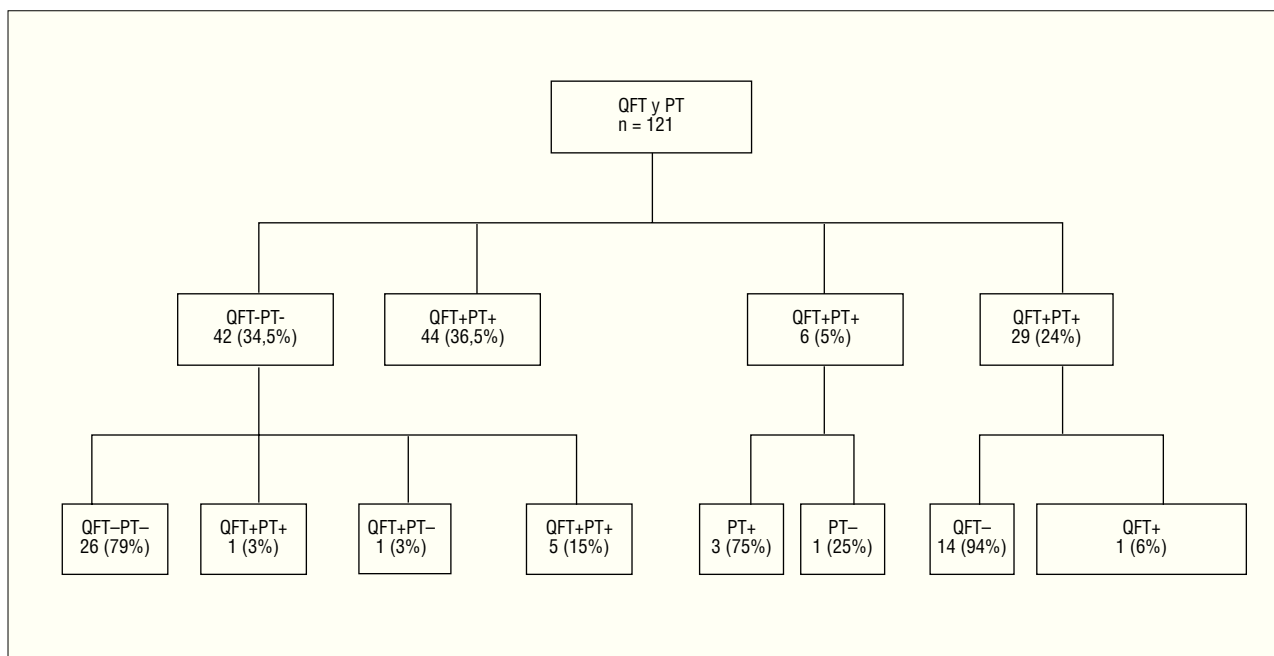 QFT y PT
n = 121
QFT-PT-
42 (34,5%)
QFT+PT+
44 (36,5%)
QFT+PT+
6 (5%)
QFT+PT+
29 (24%)
QFT–PT–
26 (79%)
QFT+PT+
1 (3%)
QFT+PT–
1 (3%)
QFT+PT+
5 (15%)
PT+
3 (75%)
PT–
1 (25%)
QFT–
14 (94%)
QFT+
1 (6%)